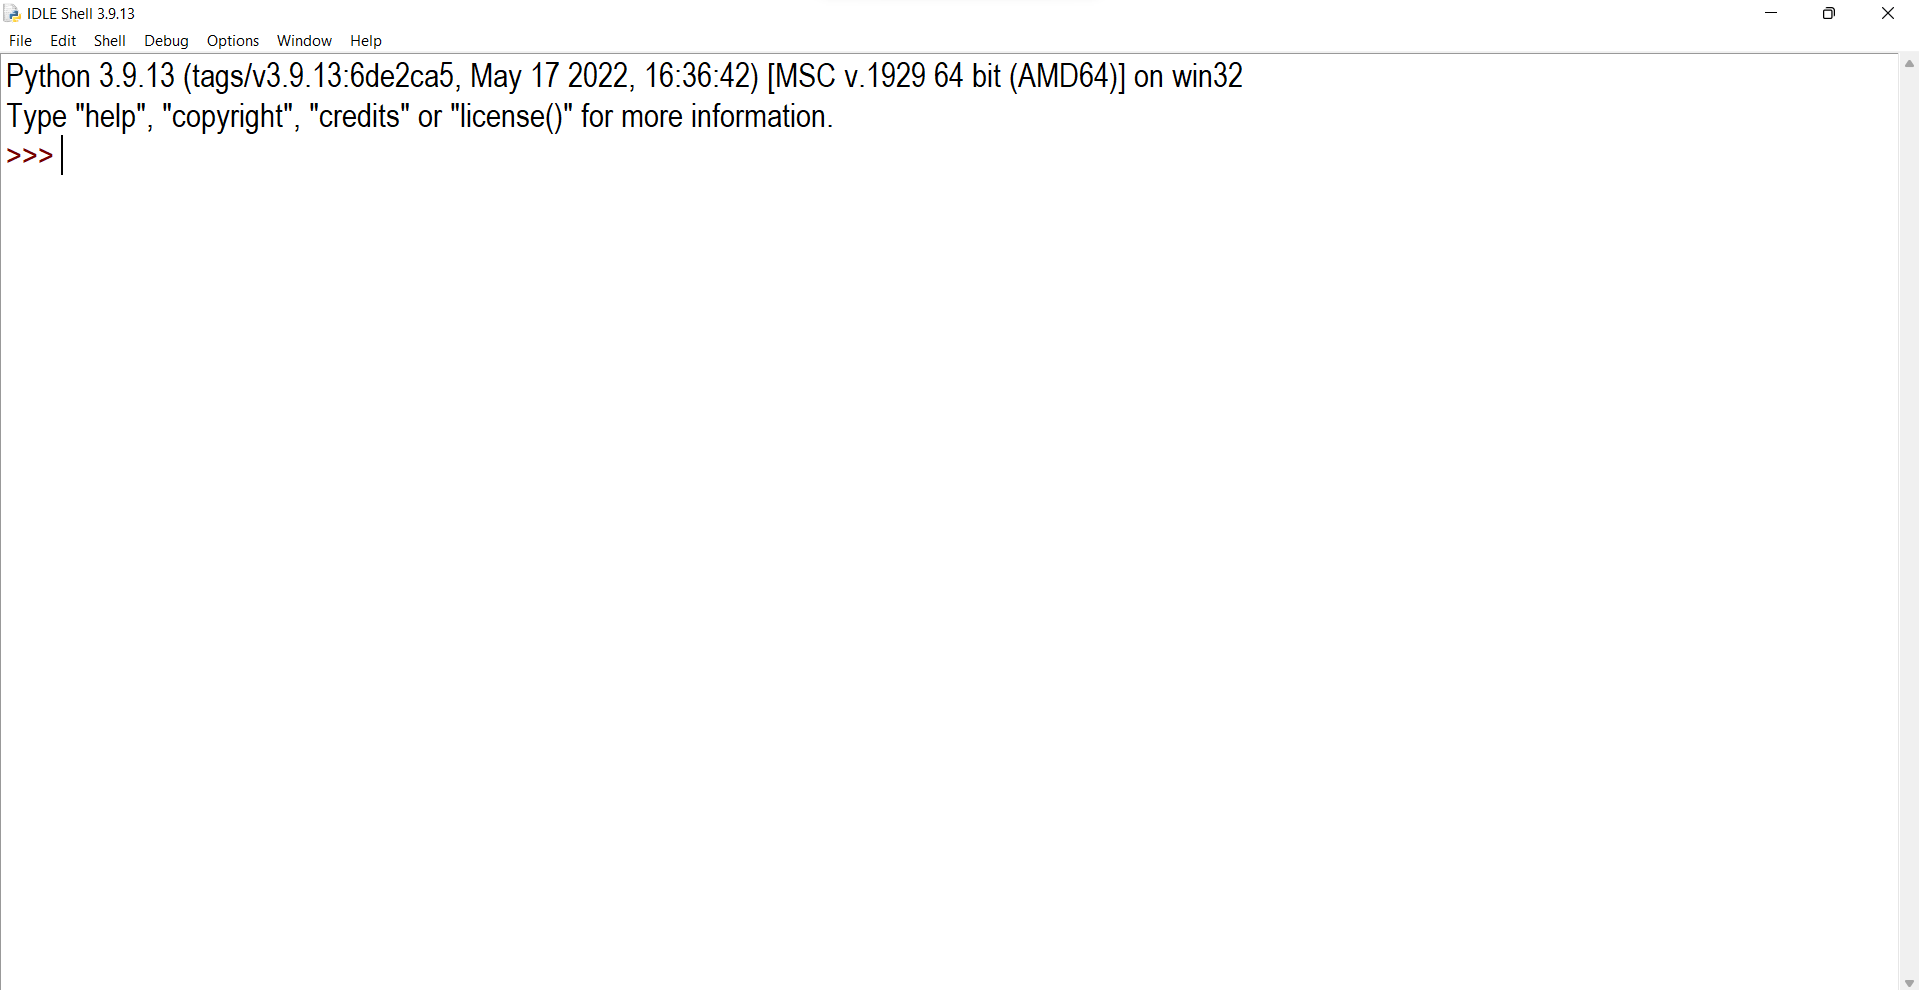 IDLE Shell 3.9.13
File Edit Shell Debug Options Window Help
Python 3.9.13 (tags/v3.9.13:6de2ca5, May 17 2022, 16:36:42) [MSC v.1929 64 bit (AMD64)] on win32
Type "help", "copyright", "credits" or "license()" for more information.
>>>